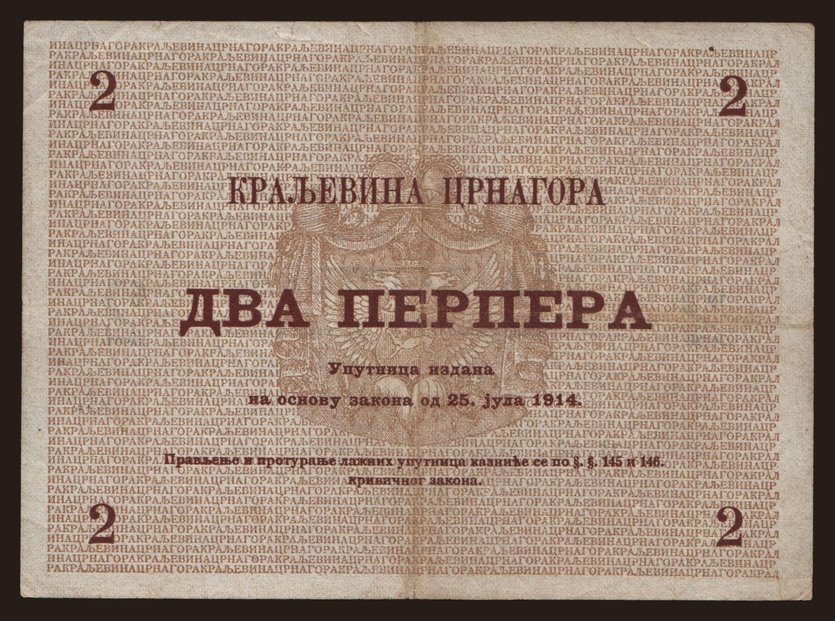 2 2
КРАЉЕВИНА ЦРНАГОРА
ДВА ПЕРПЕРА
Упутница издана
на основу закона од 25. јула 1914.
Прављење и протурање лажних упутница казниће се по §. §. 145 и 146.
кривичног закона.
2 2